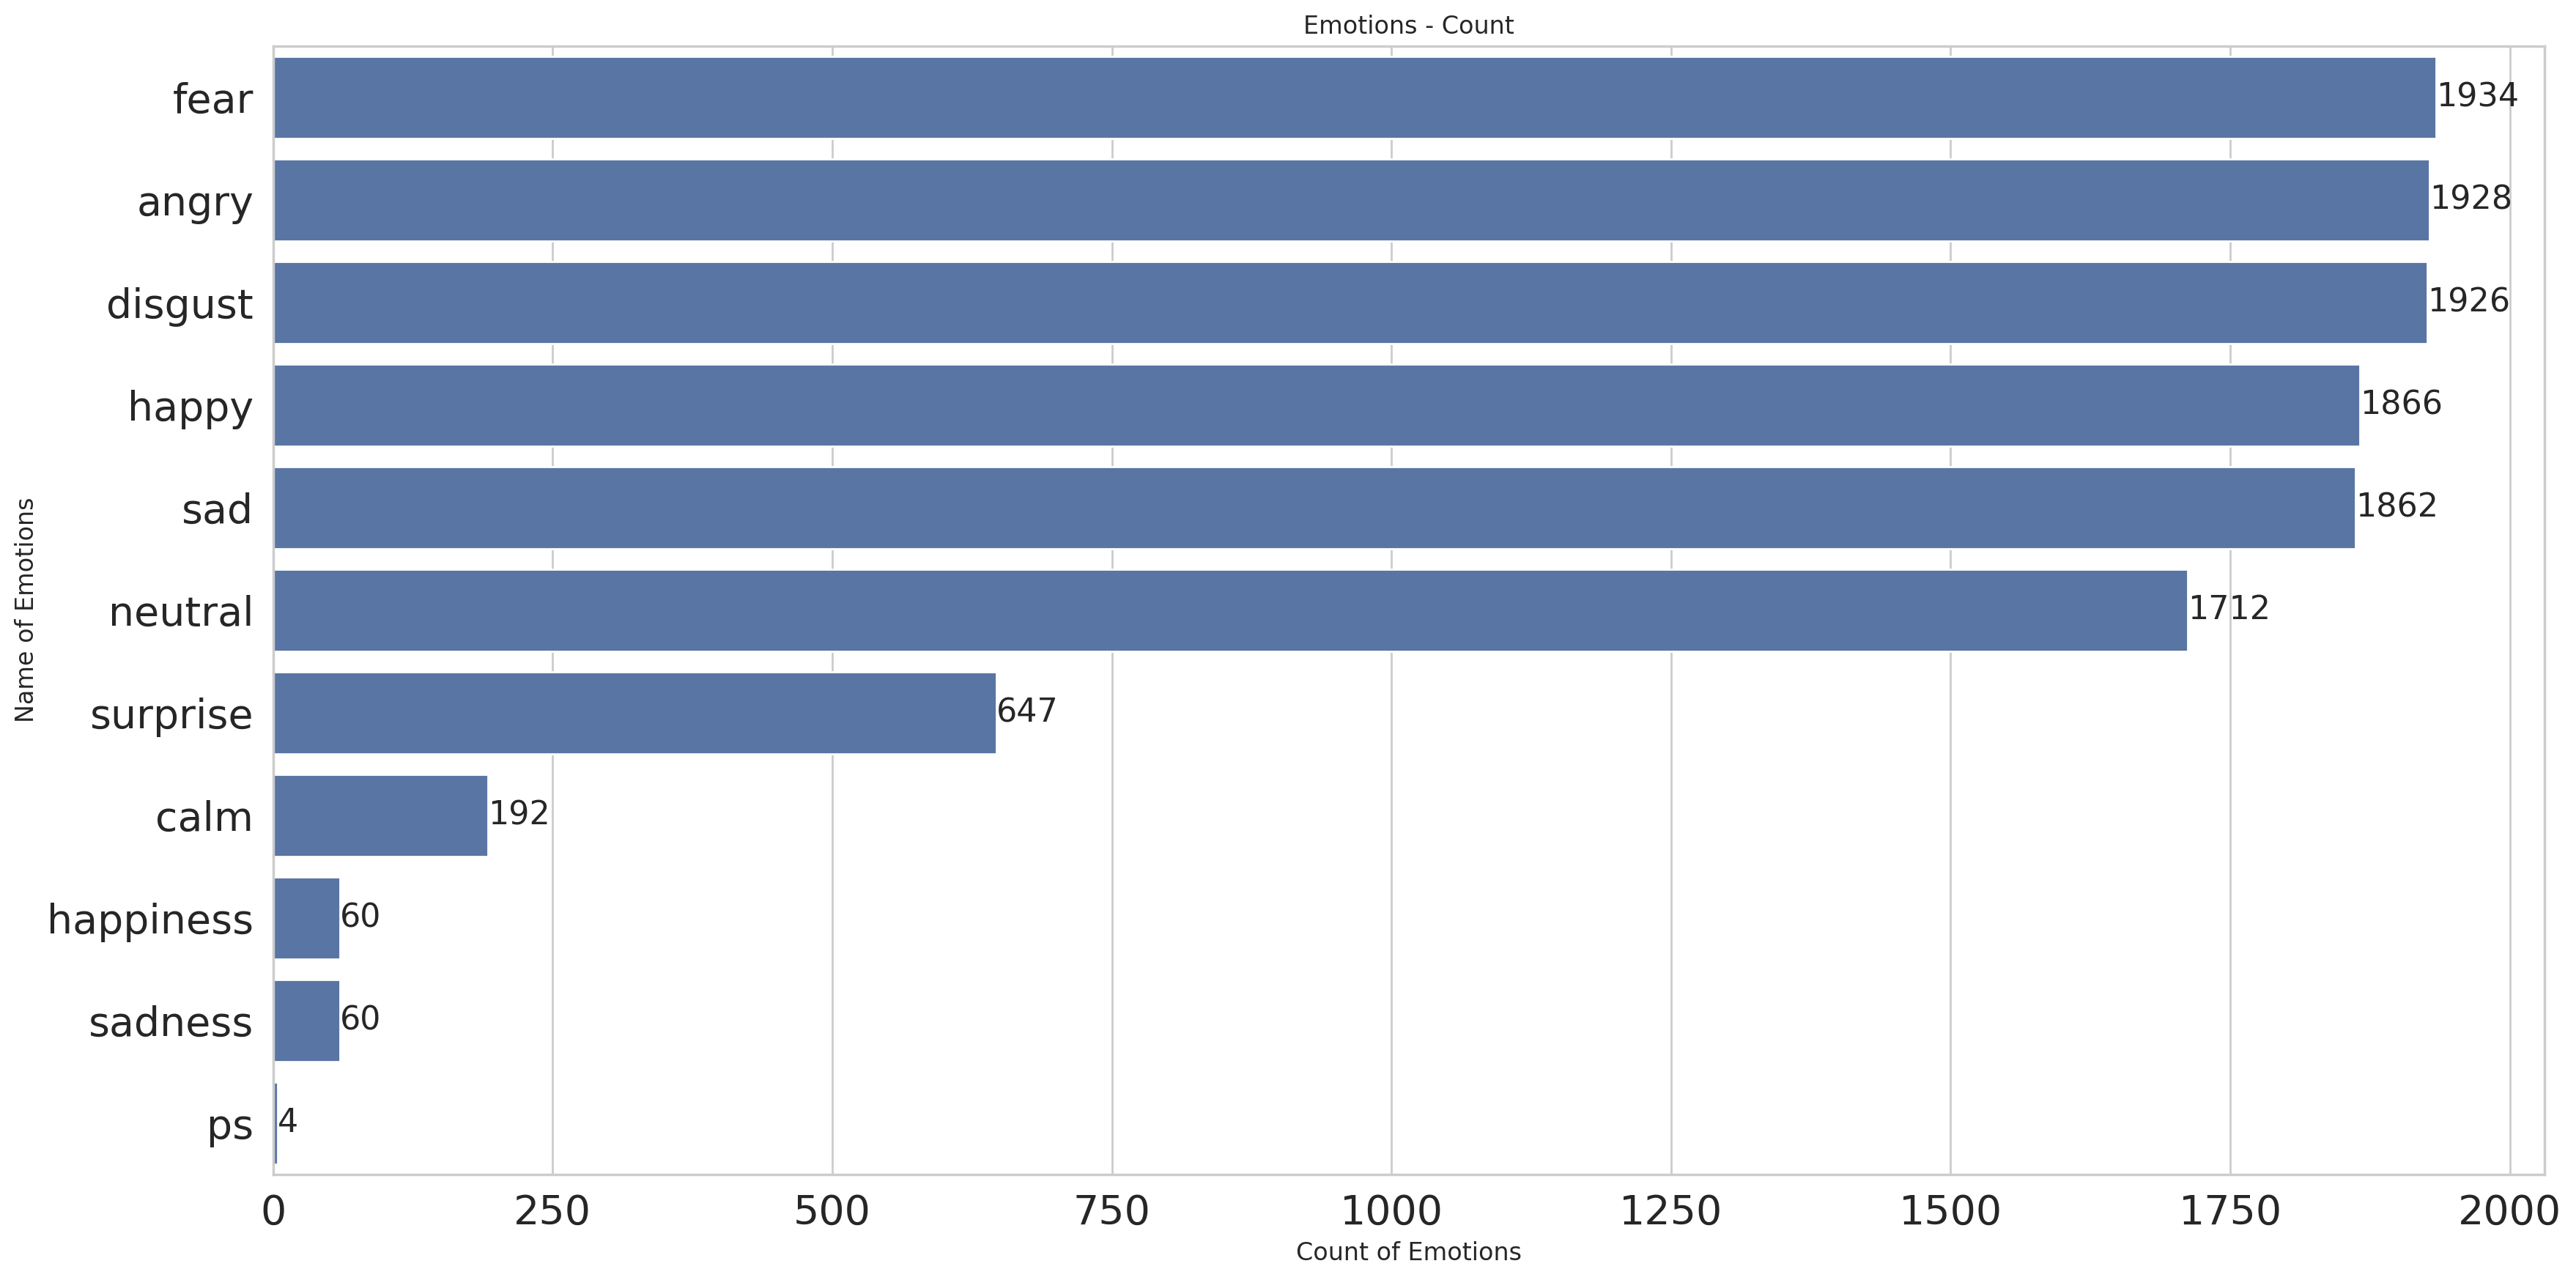 Emotions - Count
fear 1934
angry 1928
disgust 1926
happy 1866
sad 1862
neutral 1712
surprise 647
calm 192
happiness 60
sadness 60
ps 4
Name of Emotions
0 250 500 750 1000 1250 1500 1750 2000
Count of Emotions